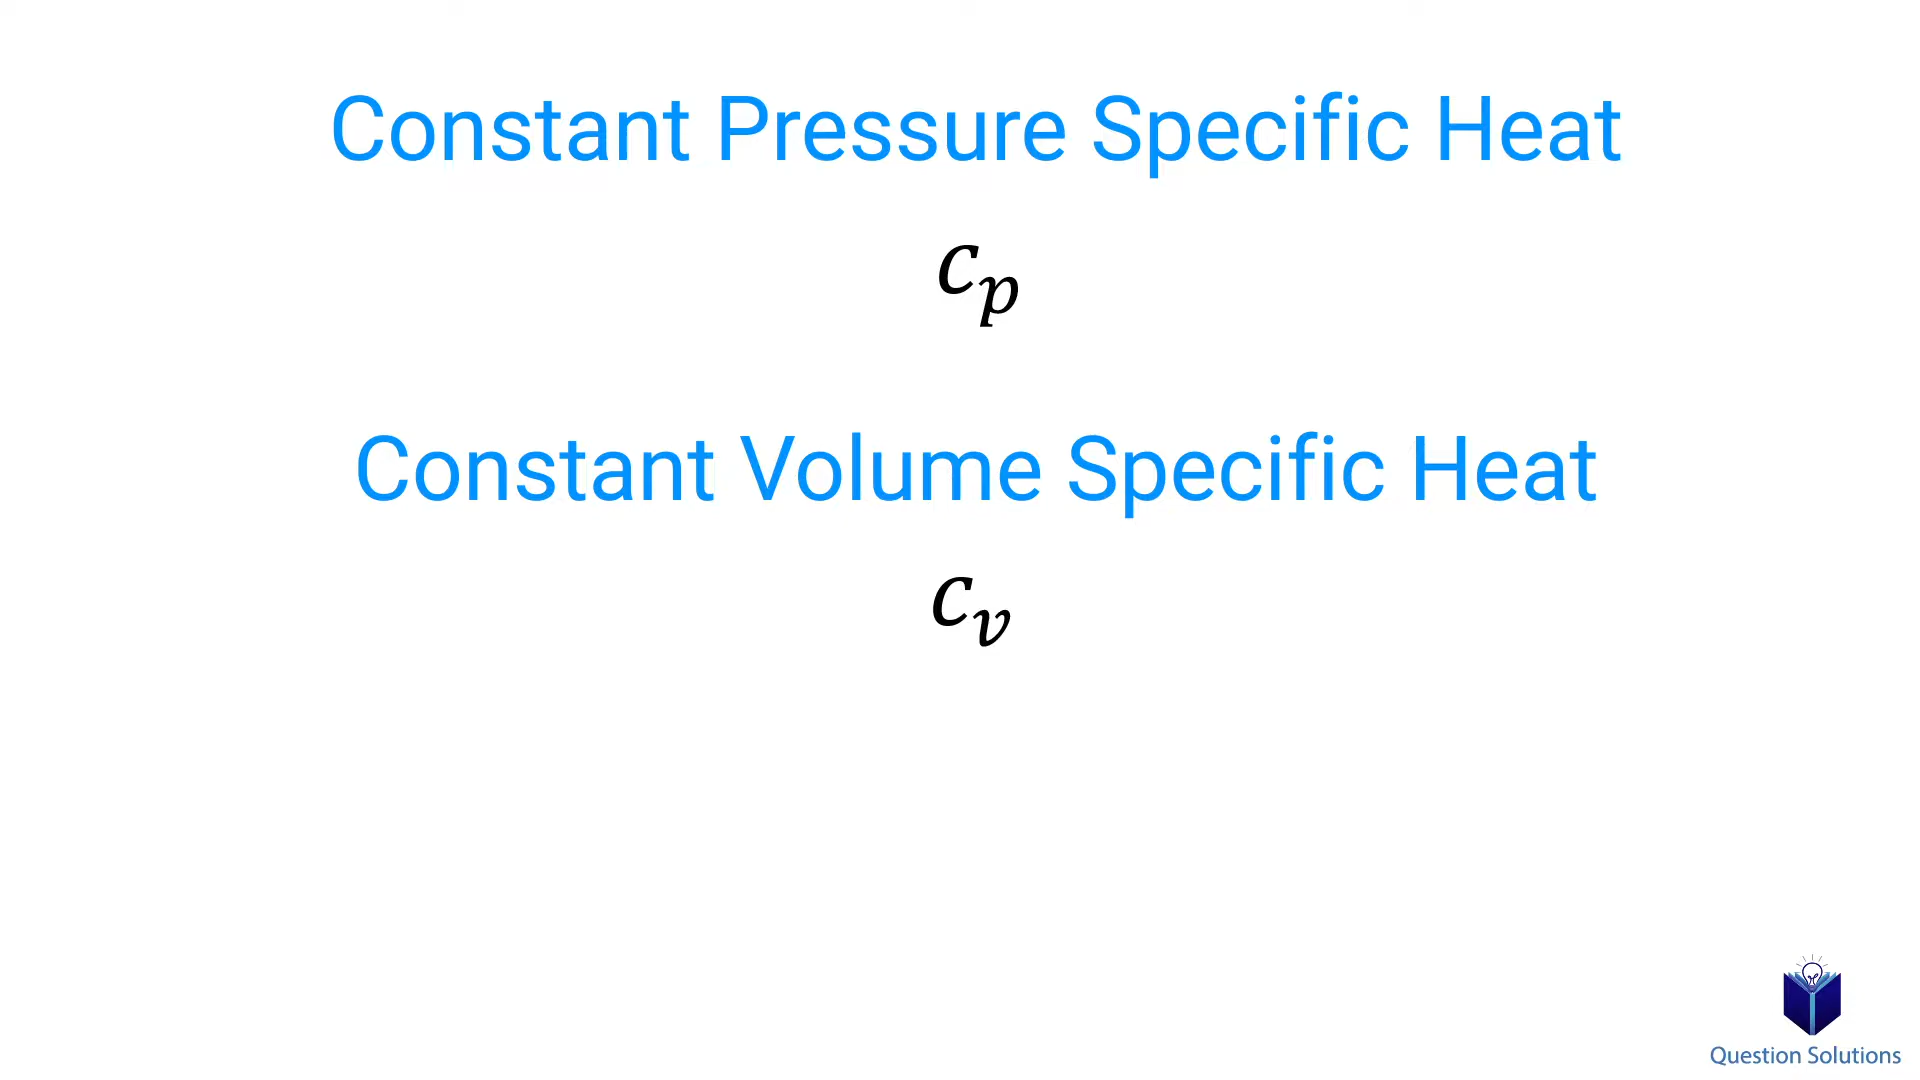 Constant Pressure Specific Heat
c_p
Constant Volume Specific Heat
c_v
Question Solutions